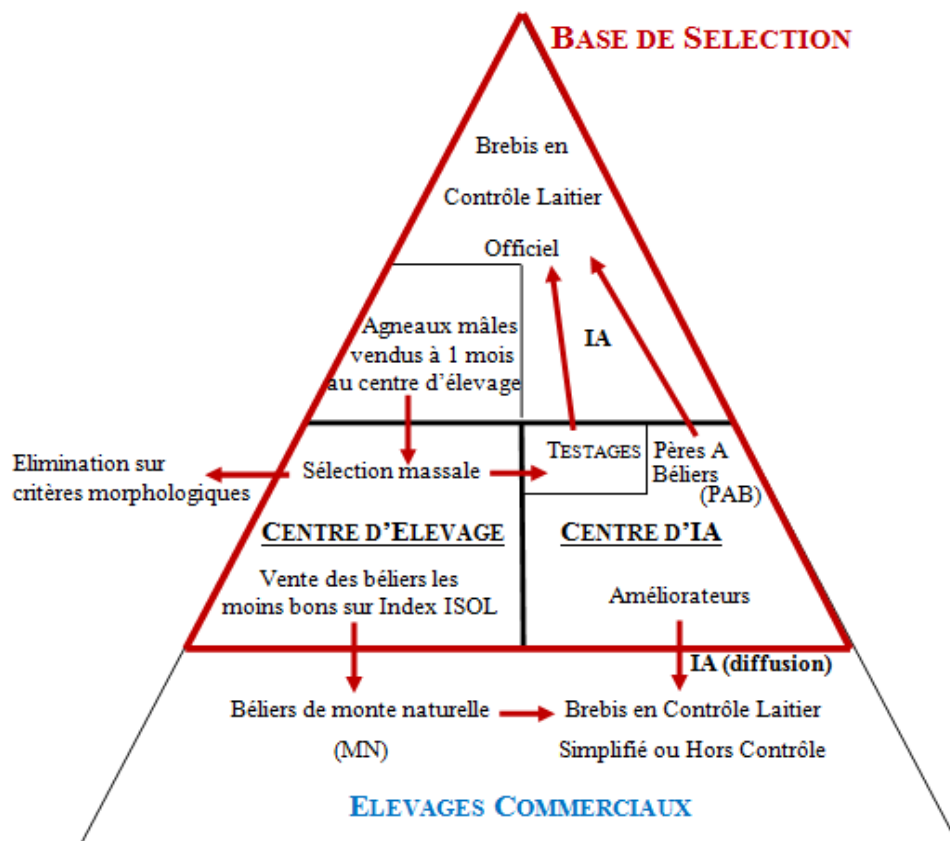 BASE DE SELECTION
Brebis en
Contrôle Laitier
Officiel
Agneaux mâles
vendus à 1 mois
au centre d'élevage
IA
Elimination sur
critères morphologiques
Sélection massale
TESTAGES
Pères A
Béliers
(PAB)
CENTRE D'ELEVAGE
CENTRE D'IA
Vente des béliers les
moins bons sur Index ISOL
Améliorateurs
IA (diffusion)
Béliers de monte naturelle
(MN)
Brebis en Contrôle Laitier
Simplifié ou Hors Contrôle
ELEVAGES COMMERCIAUX